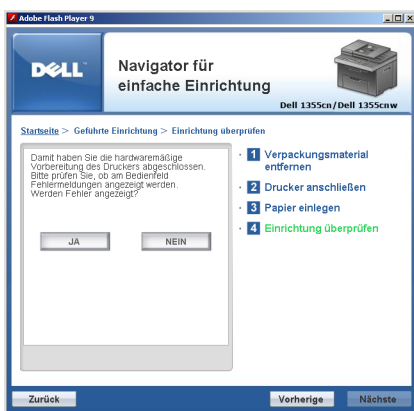 Adobe Flash Player 9
DELL™
Navigator für
einfache Einrichtung
Dell 1355cn/Dell 1355cnw
Startseite > Geführte Einrichtung > Einrichtung überprüfen
Damit haben Sie die hardwaremäßige
Vorbereitung des Druckers abgeschlossen.
Bitte prüfen Sie, ob am Bedienfeld
Fehlermeldungen angezeigt werden.
Werden Fehler angezeigt?
JA
NEIN
· 1 Verpackungsmaterial
entfernen
· 2 Drucker anschließen
· 3 Papier einlegen
· 4 Einrichtung überprüfen
Zurück
Vorherige
Nächste